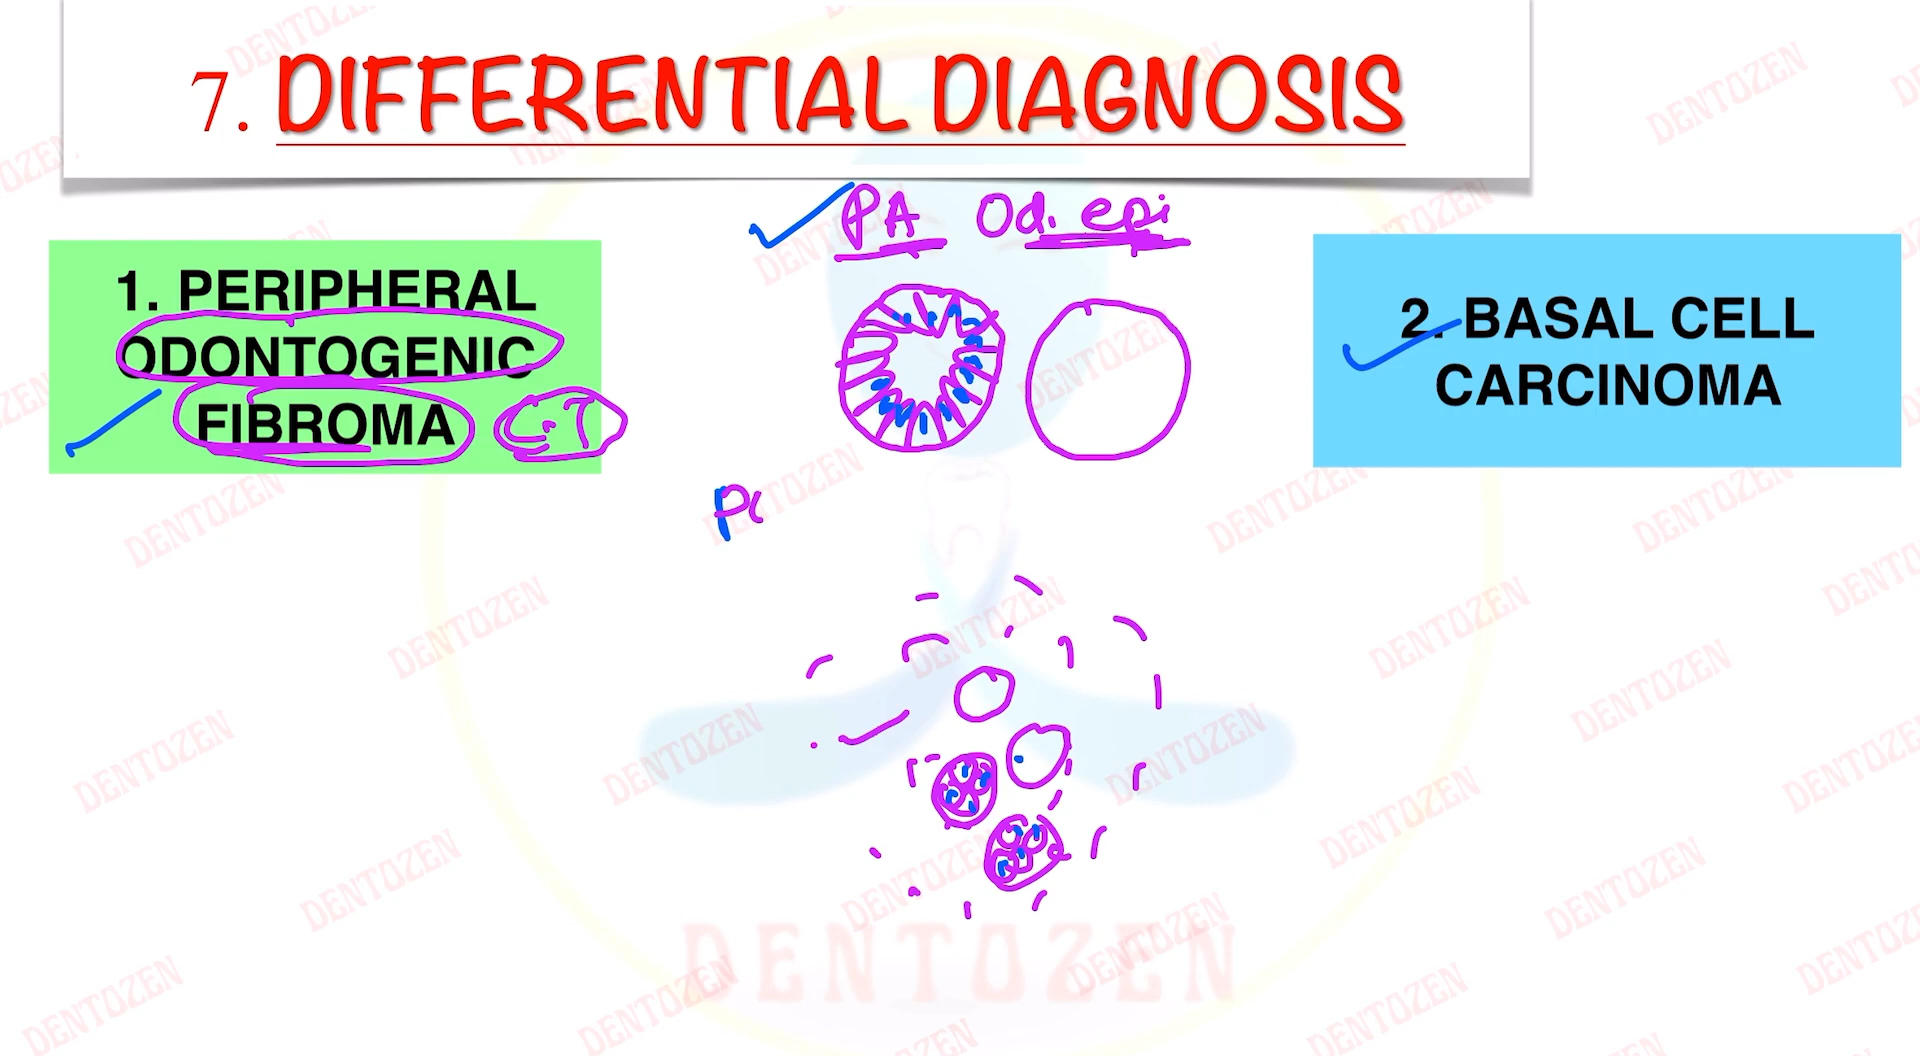 7. DIFFERENTIAL DIAGNOSIS
PA Od. epi
1. PERIPHERAL
ODONTOGENIC
FIBROMA
C.T
2. BASAL CELL
CARCINOMA
DENTOZEN